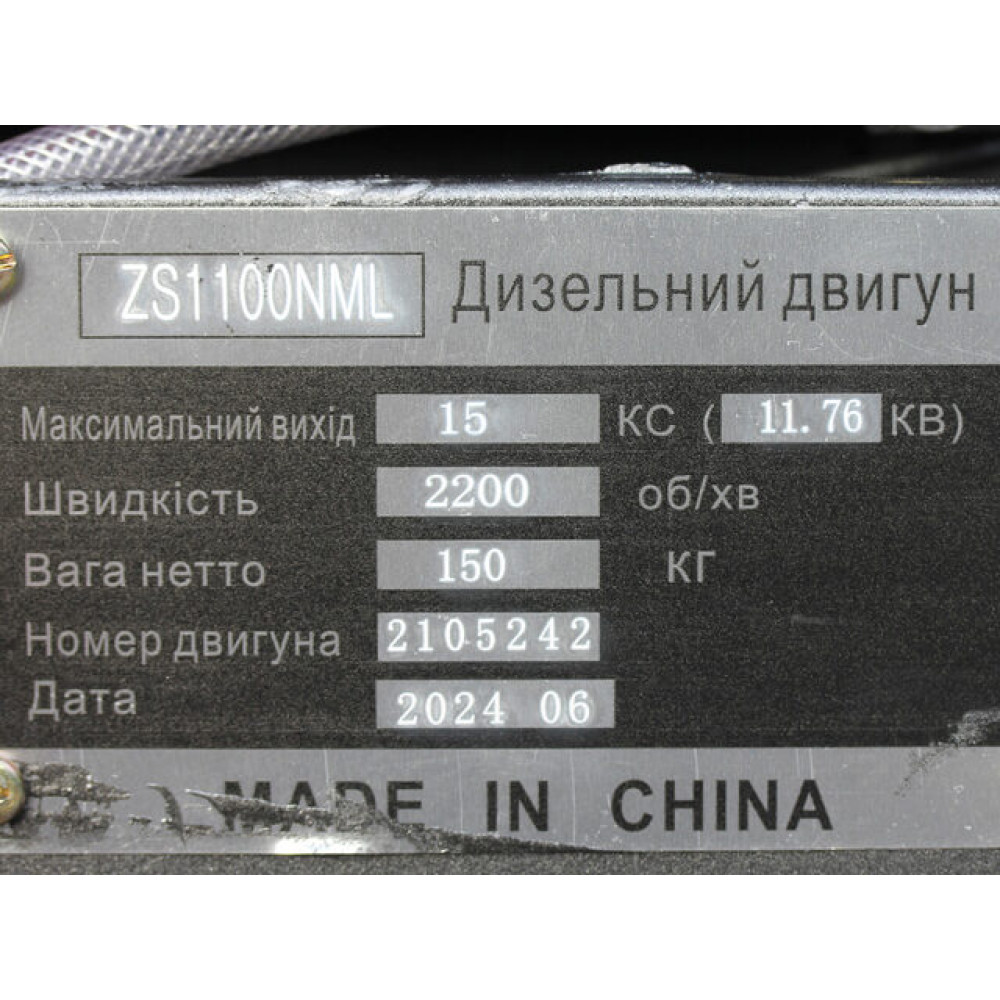 ZS1100NML Дизельний двигун
Максимальний вихід 15 КС ( 11.76 КВ)
Швидкість 2200 об/хв
Вага нетто 150 КГ
Номер двигуна 2105242
Дата 2024 06
MADE IN CHINA